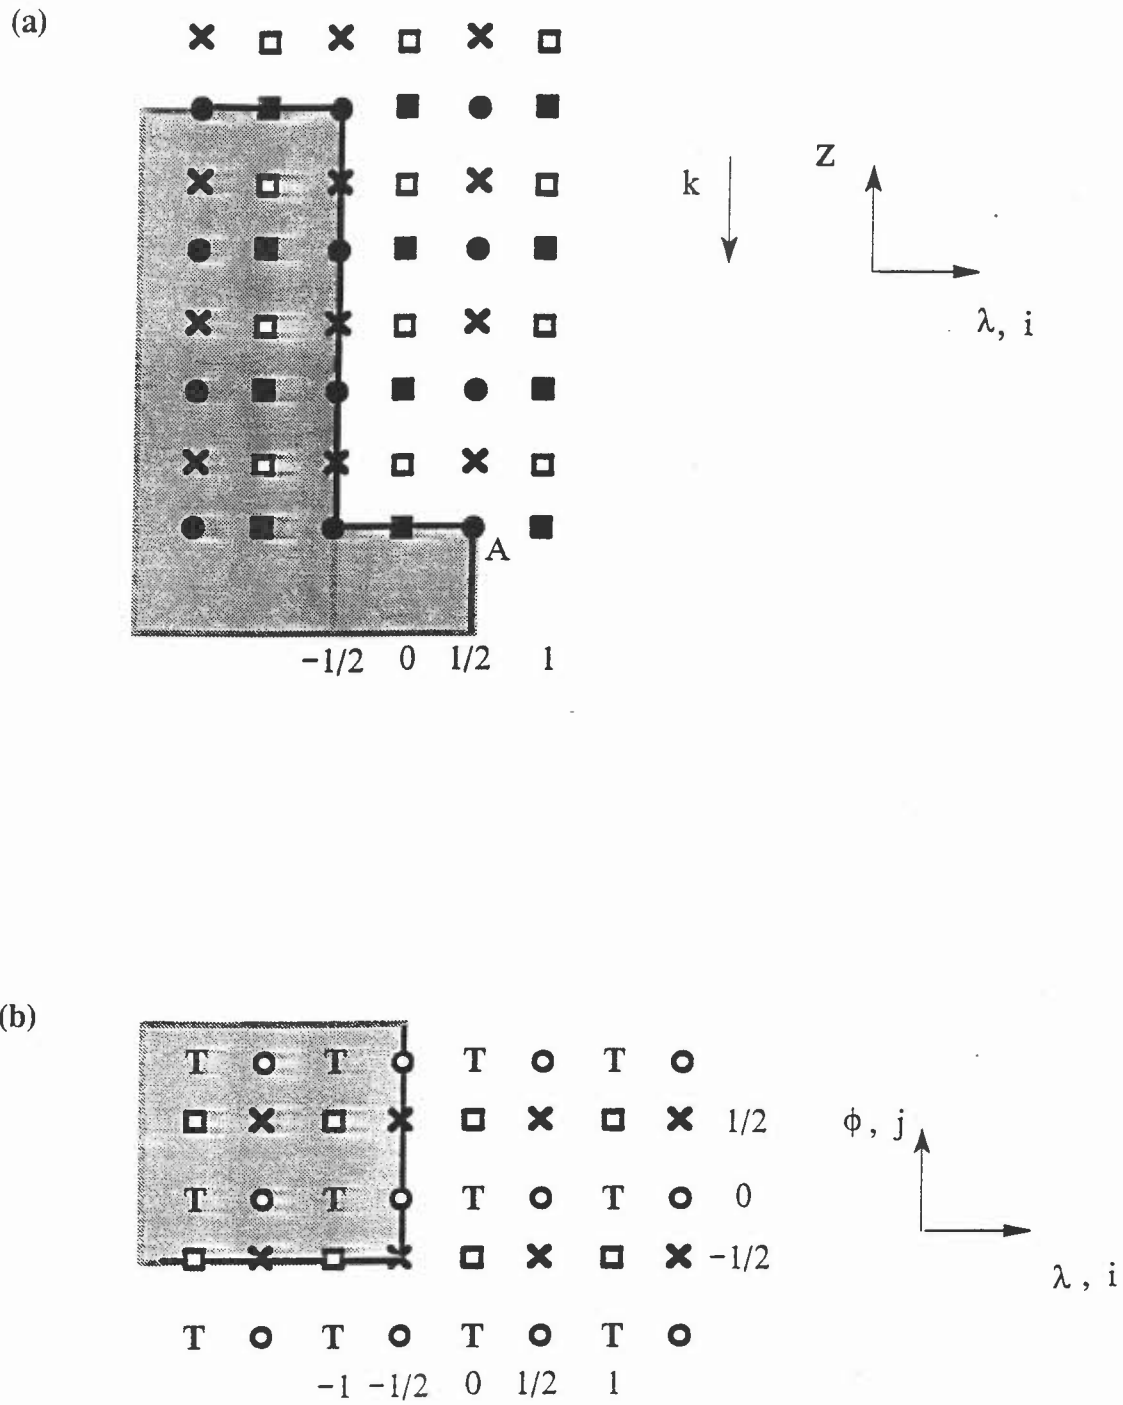 (a)
Z
k
λ, i
A
-1/2 0 1/2 1
(b)
T T T T
1/2
ϕ, j
T T T T
0
-1/2
λ, i
T T T T
-1 -1/2 0 1/2 1